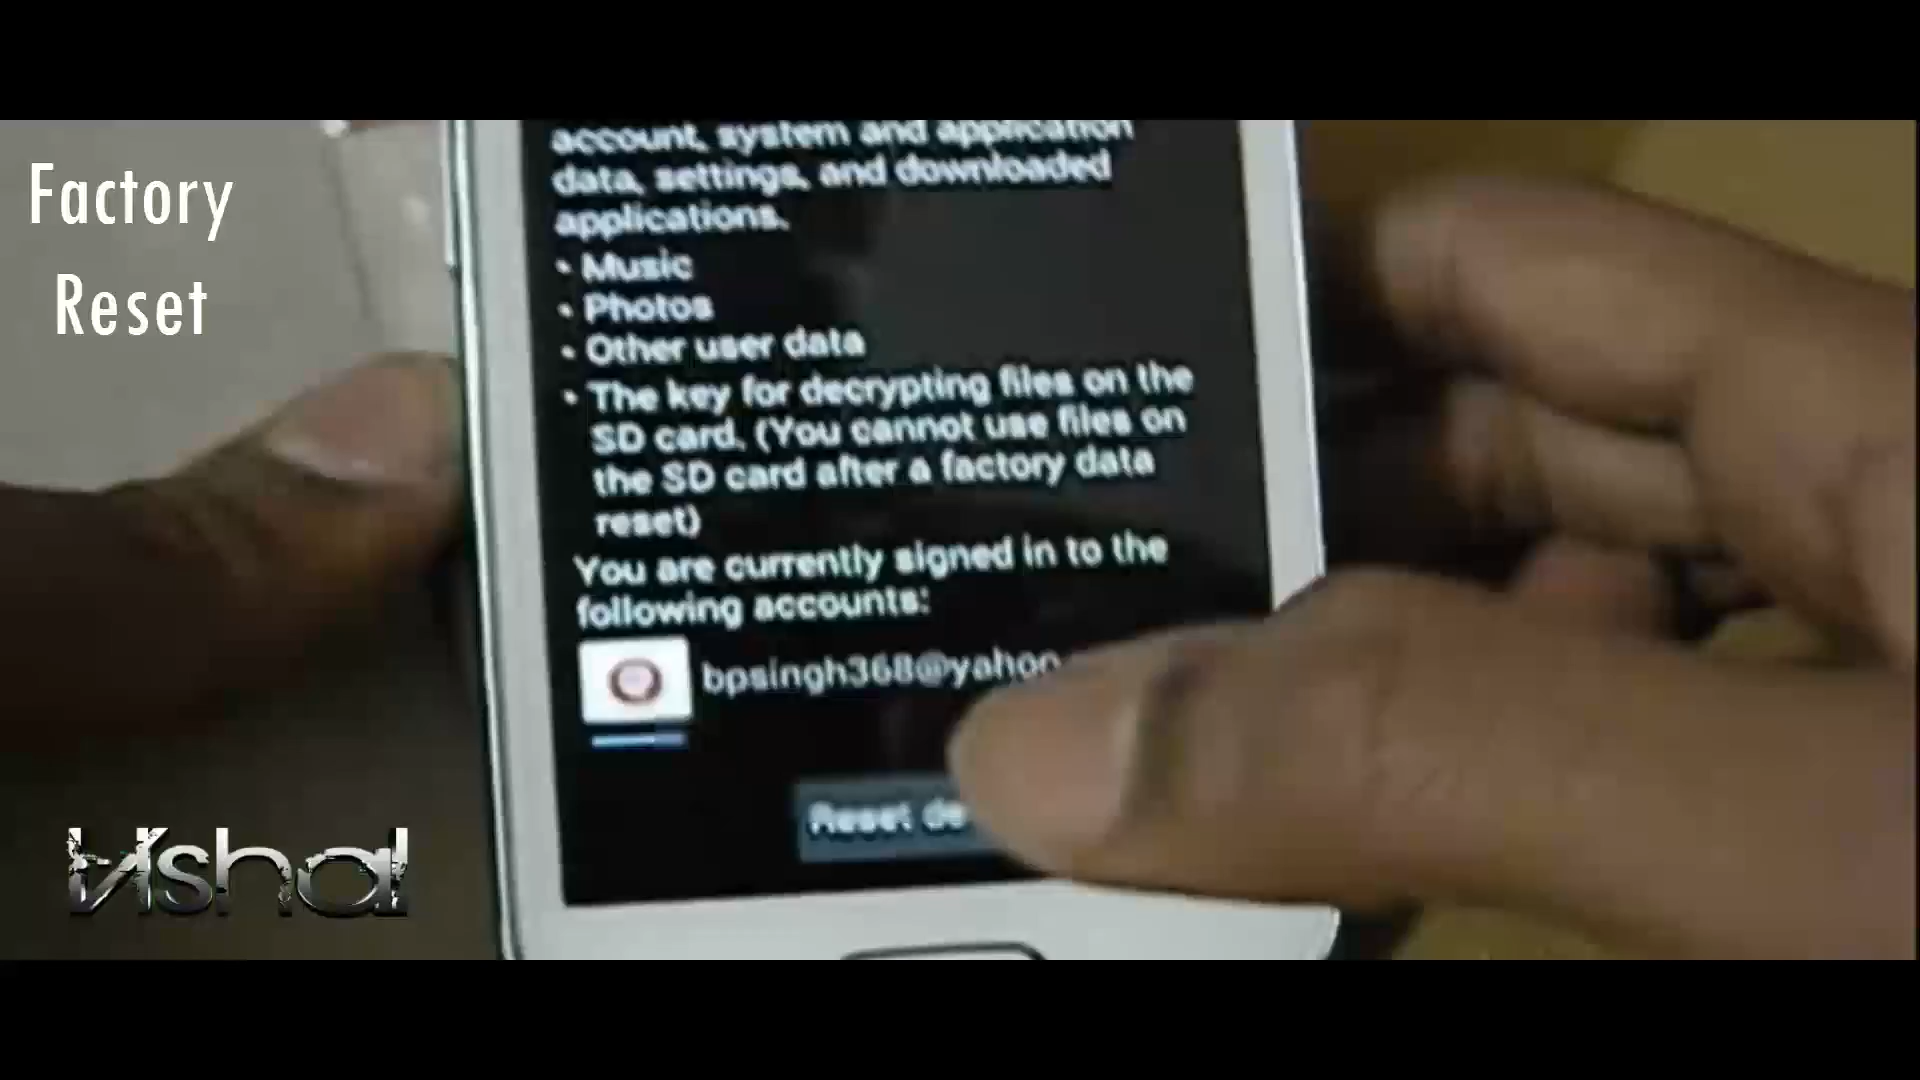 Factory
Reset
account, system and application
data, settings, and downloaded
applications.
• Music
• Photos
• Other user data
• The key for decrypting files on the
SD card. (You cannot use files on
the SD card after a factory data
reset)
You are currently signed in to the
following accounts:
bpsingh368@yahoo
Reset de
Vishal